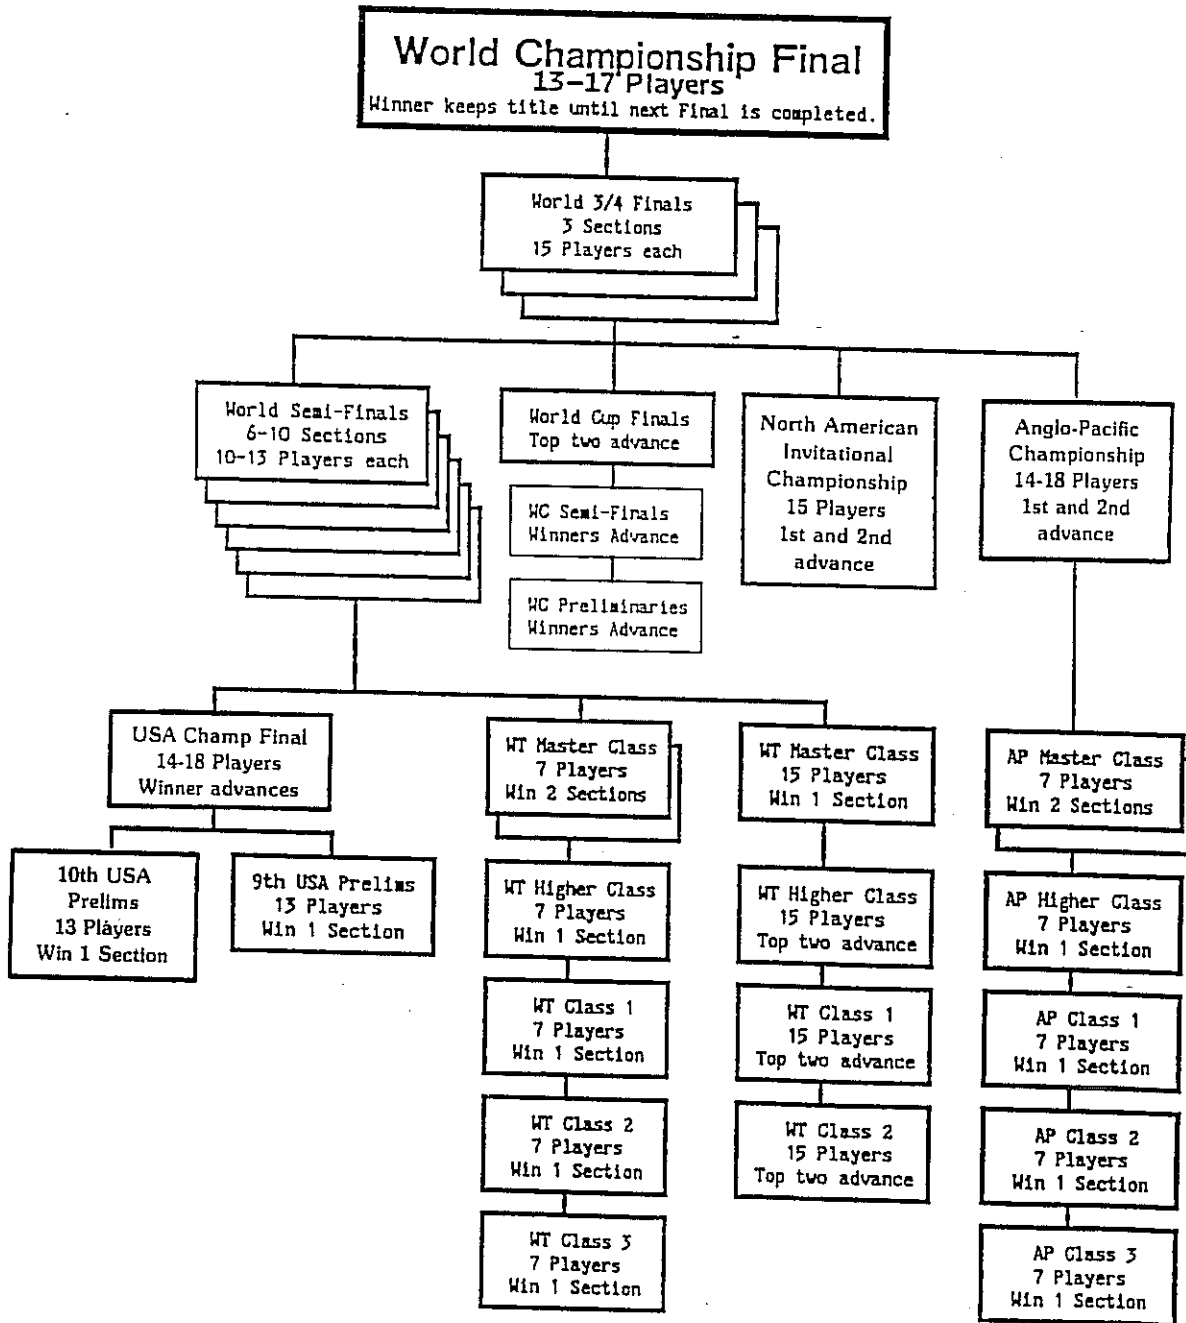 World Championship Final
13-17 Players
Winner keeps title until next Final is completed.
World 3/4 Finals
3 Sections
15 Players each
World Semi-Finals
6-10 Sections
10-13 Players each
World Cup Finals
Top two advance
WC Semi-Finals
Winners Advance
WC Preliminaries
Winners Advance
North American
Invitational
Championship
15 Players
1st and 2nd
advance
Anglo-Pacific
Championship
14-18 Players
1st and 2nd
advance
USA Champ Final
14-18 Players
Winner advances
10th USA
Prelims
13 Players
Win 1 Section
9th USA Prelims
13 Players
Win 1 Section
WT Master Class
7 Players
Win 2 Sections
WT Higher Class
7 Players
Win 1 Section
WT Class 1
7 Players
Win 1 Section
WT Class 2
7 Players
Win 1 Section
WT Class 3
7 Players
Win 1 Section
WT Master Class
15 Players
Win 1 Section
WT Higher Class
15 Players
Top two advance
WT Class 1
15 Players
Top two advance
WT Class 2
15 Players
Top two advance
AP Master Class
7 Players
Win 2 Sections
AP Higher Class
7 Players
Win 1 Section
AP Class 1
7 Players
Win 1 Section
AP Class 2
7 Players
Win 1 Section
AP Class 3
7 Players
Win 1 Section